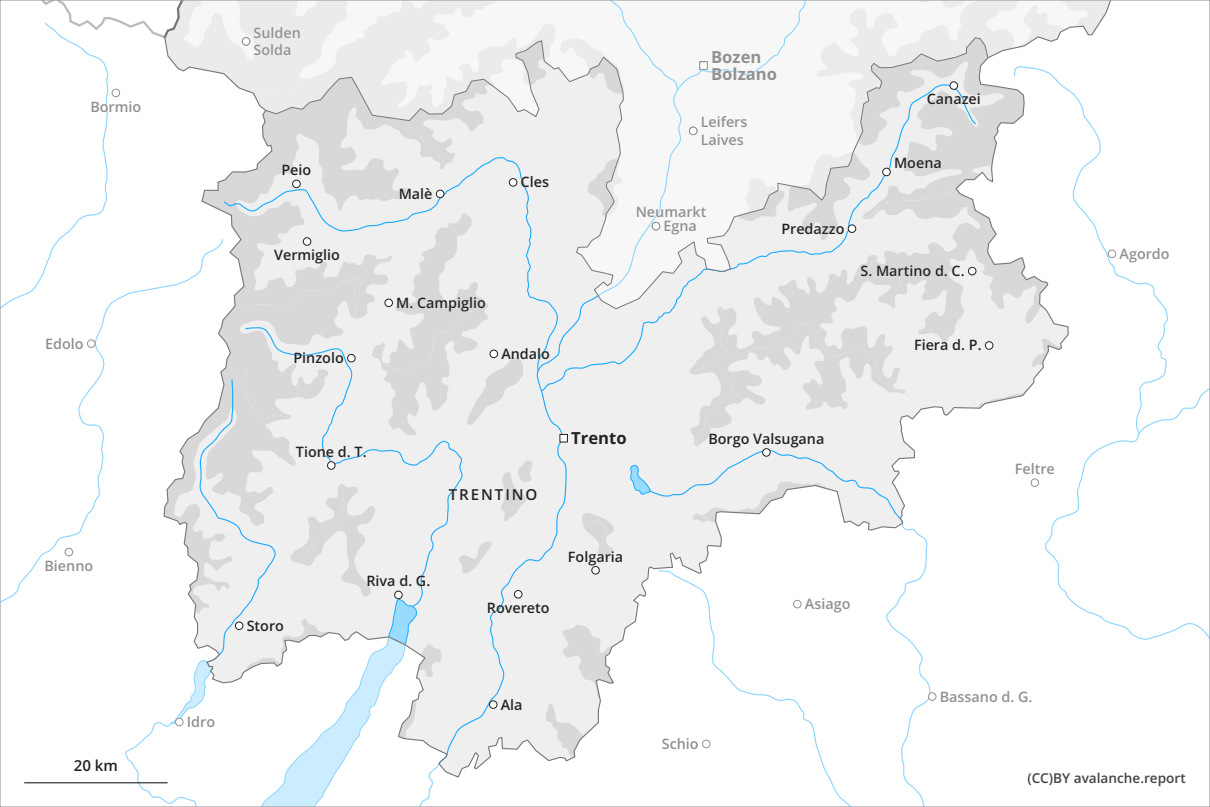 Sulden
Solda
Bozen
Bolzano
Bormio
Canazei
Leifers
Laives
Moena
Peio
Malè
Cles
Neumarkt
Egna
Predazzo
Vermiglio
Agordo
S. Martino d. C.
M. Campiglio
Edolo
Pinzolo
Andalo
Fiera d. P.
Trento
Borgo Valsugana
Tione d. T.
Feltre
TRENTINO
Bienno
Folgaria
Riva d. G.
Rovereto
Asiago
Storo
Bassano d. G.
Ala
Idro
Schio
20 km
(CC)BY avalanche.report